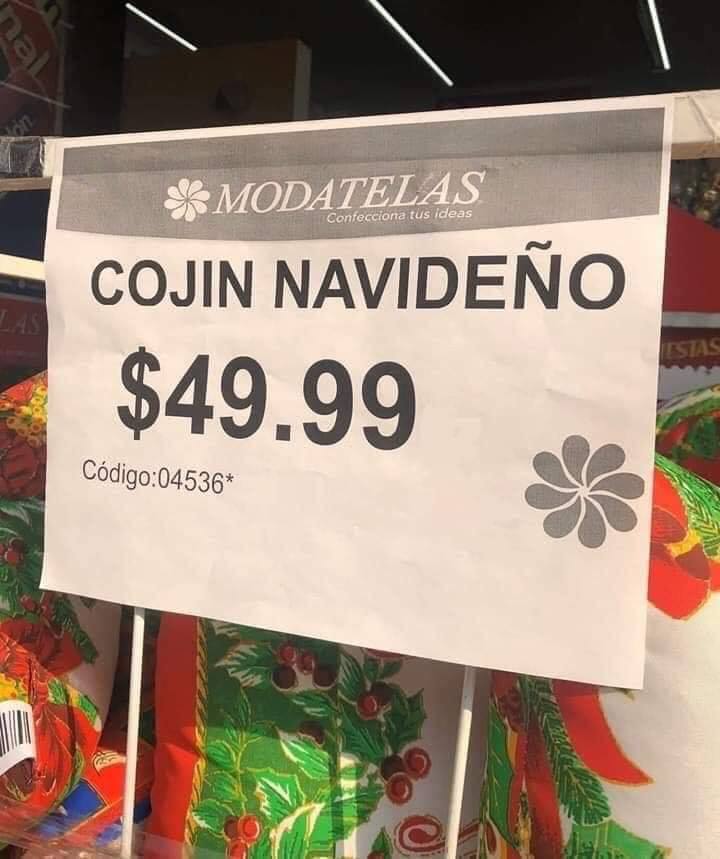 MODATELAS
Confecciona tus ideas
COJIN NAVIDEÑO
$49.99
Código:04536*